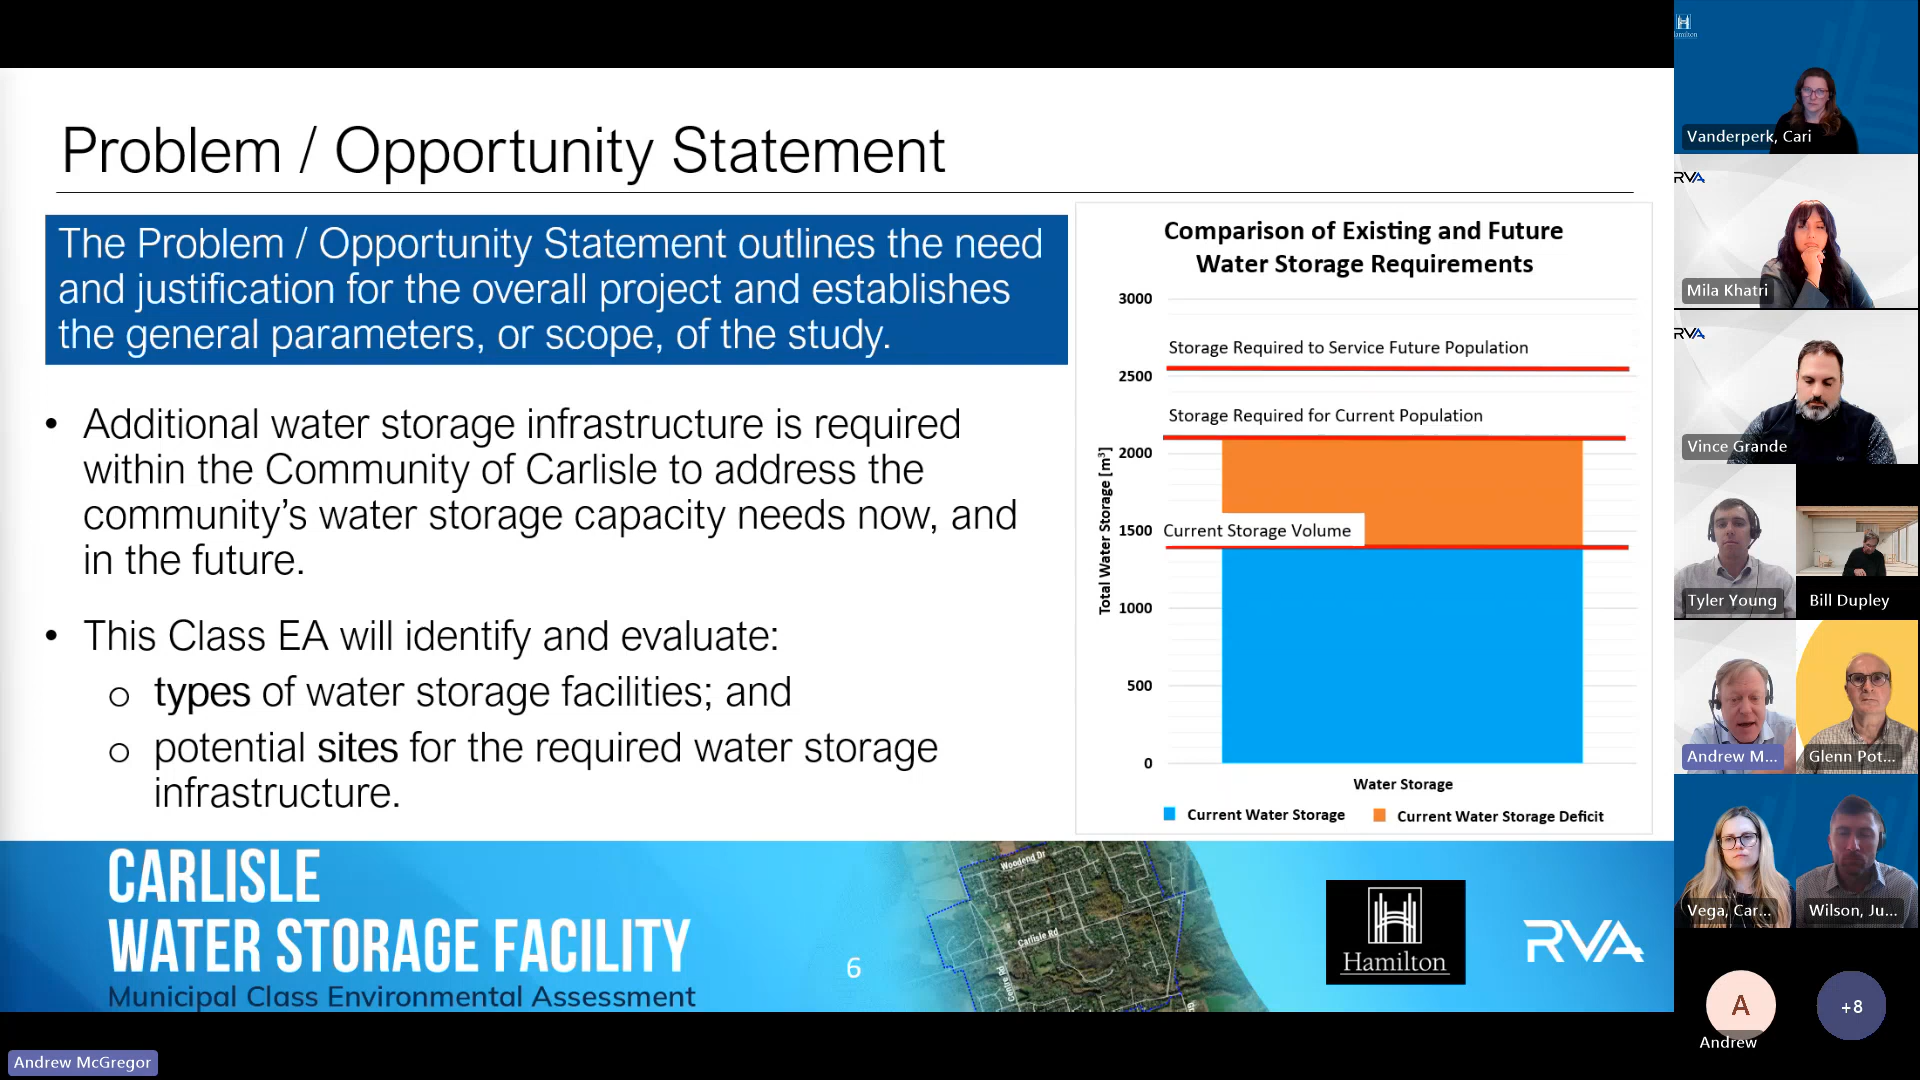 Problem / Opportunity Statement
The Problem / Opportunity Statement outlines the need
and justification for the overall project and establishes
the general parameters, or scope, of the study.
• Additional water storage infrastructure is required
within the Community of Carlisle to address the
community's water storage capacity needs now, and
in the future.
• This Class EA will identify and evaluate:
o types of water storage facilities; and
o potential sites for the required water storage
infrastructure.
Comparison of Existing and Future
Water Storage Requirements
3000
Storage Required to Service Future Population
2500
Storage Required for Current Population
2000
1500
Current Storage Volume
1000
500
0
Total Water Storage [m³]
Water Storage
Current Water Storage
Current Water Storage Deficit
CARLISLE
WATER STORAGE FACILITY
Municipal Class Environmental Assessment
6
Woodend Dr
Carlisle Rd
Centre Rd
Hamilton
RVA
Andrew McGregor
Hamilton
Vanderperk, Cari
RVA
Mila Khatri
RVA
Vince Grande
Tyler Young
Bill Dupley
Andrew M...
Glenn Pot...
Vega, Car...
Wilson, Ju...
A
Andrew
+8